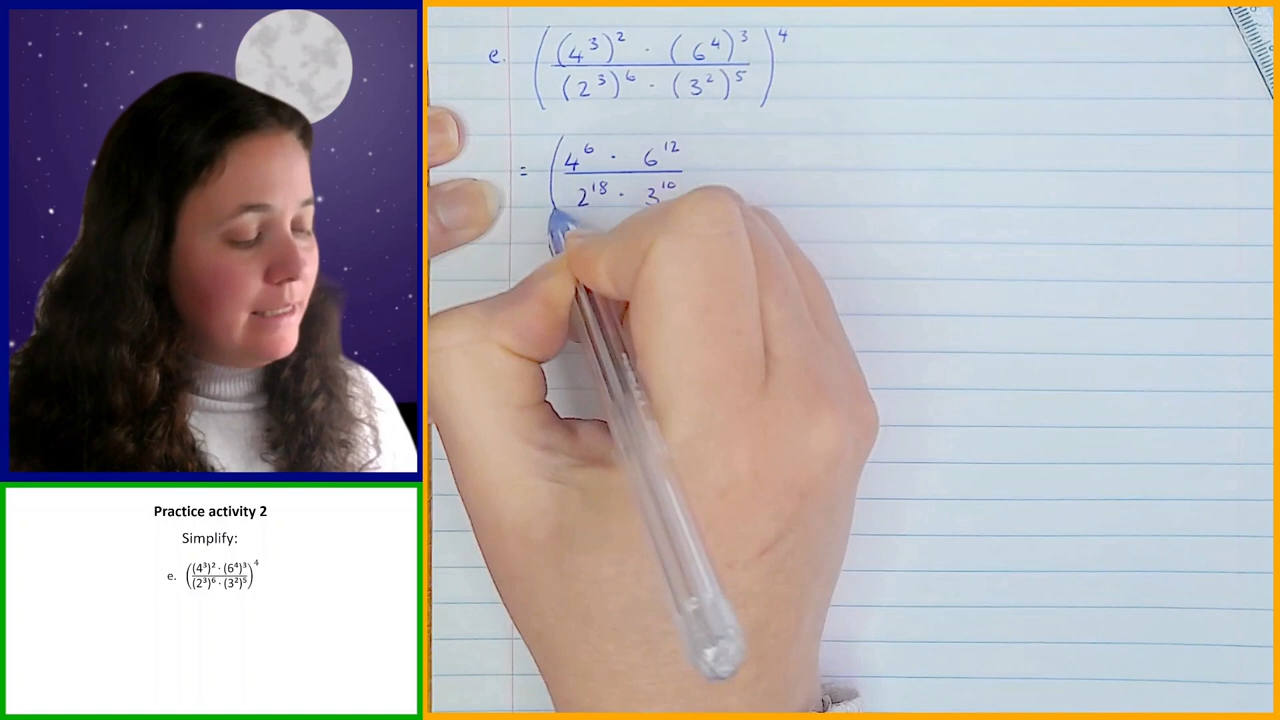 e. ( (4³)² · (6⁴)³ / (2³)⁶ · (3²)⁵ )⁴
= ( 4⁶ · 6¹² / 2¹⁸ · 3¹⁰
Practice activity 2
Simplify:
e. ( (4³)² · (6⁴)³ / (2³)⁶ · (3²)⁵ )⁴